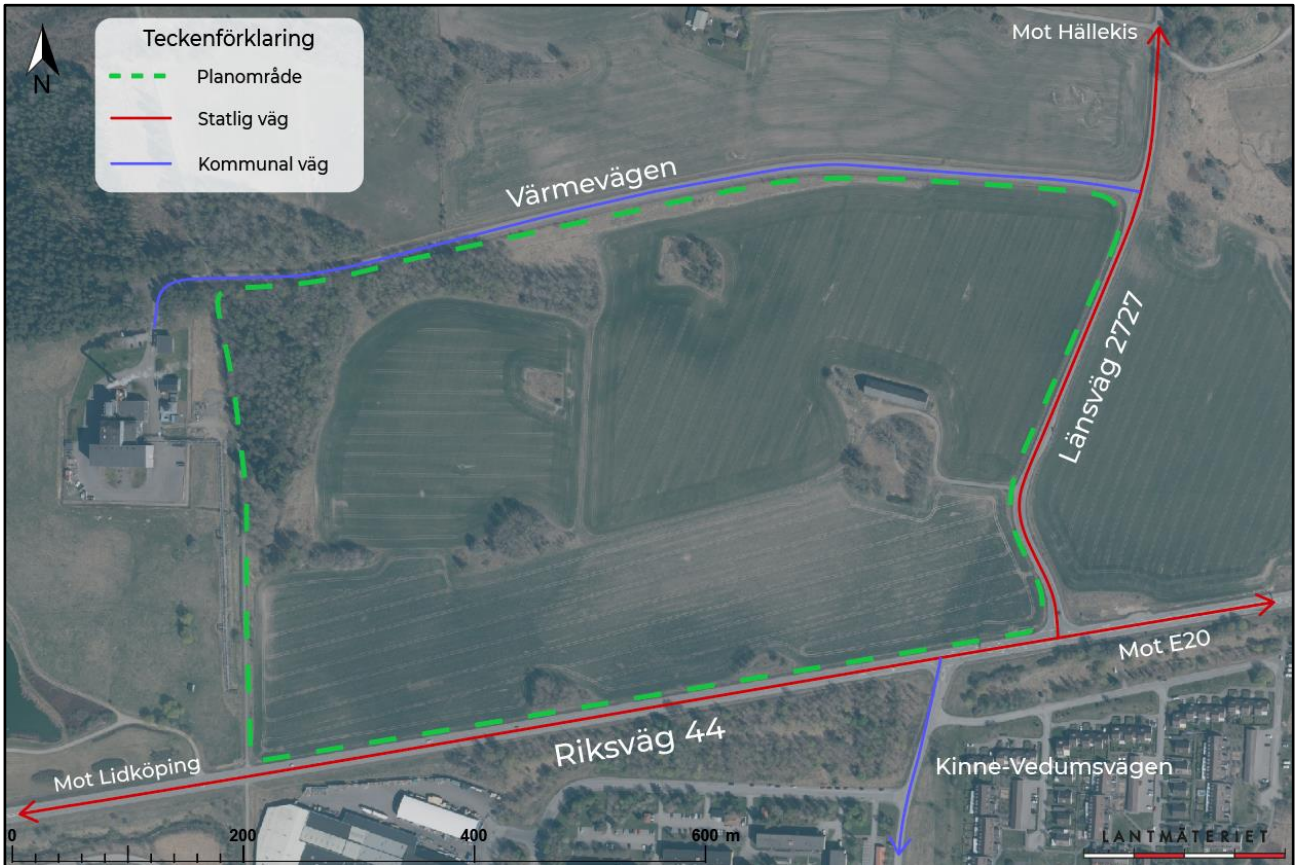 Teckenförklaring
Planområde
Statlig väg
Kommunal väg
N
Mot Hällekis
Värmevägen
Länsväg 2727
Mot E20
Riksväg 44
Kinne-Vedumsvägen
Mot Lidköping
0 200 400 600 m
LANTMÄTERIET